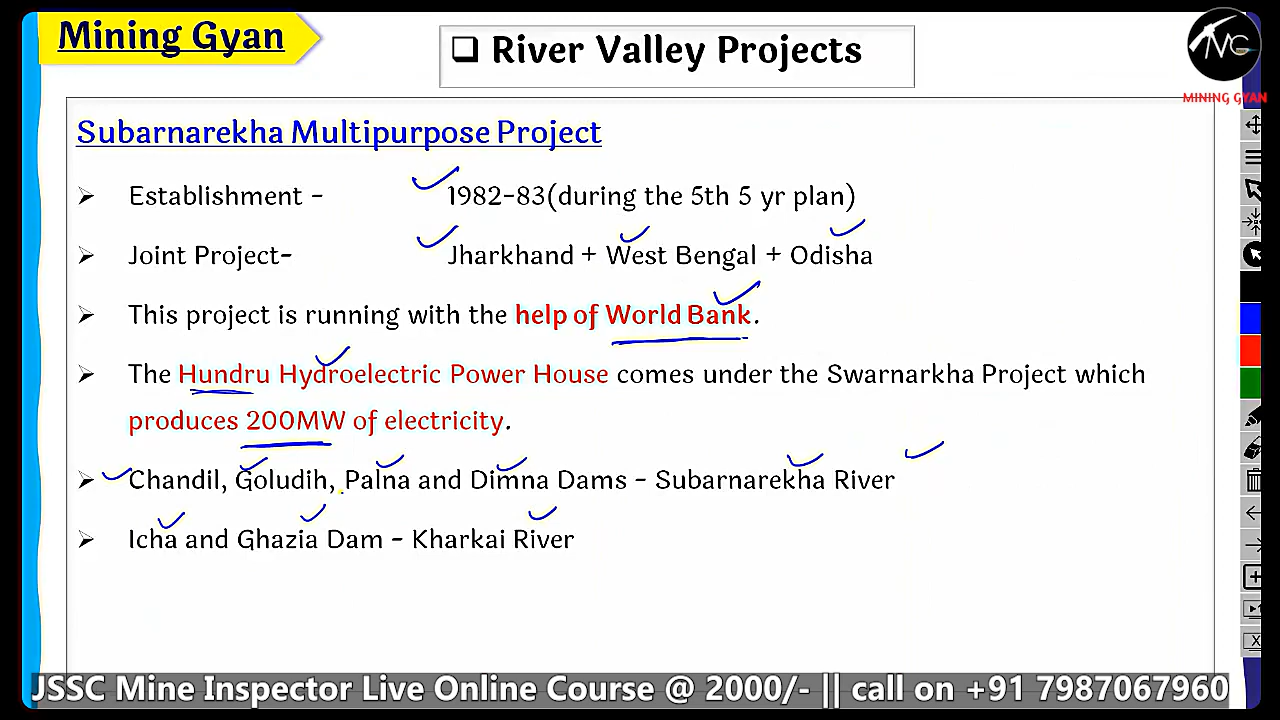 Mining Gyan
❑ River Valley Projects
MG
MINING GYAN
Subarnarekha Multipurpose Project
➢ Establishment - 1982-83(during the 5th 5 yr plan)
➢ Joint Project- Jharkhand + West Bengal + Odisha
➢ This project is running with the help of World Bank.
➢ The Hundru Hydroelectric Power House comes under the Swarnarkha Project which
produces 200MW of electricity.
➢ Chandil, Goludih, Palna and Dimna Dams - Subarnarekha River
➢ Icha and Ghazia Dam - Kharkai River
JSSC Mine Inspector Live Online Course @ 2000/- || call on +91 7987067960